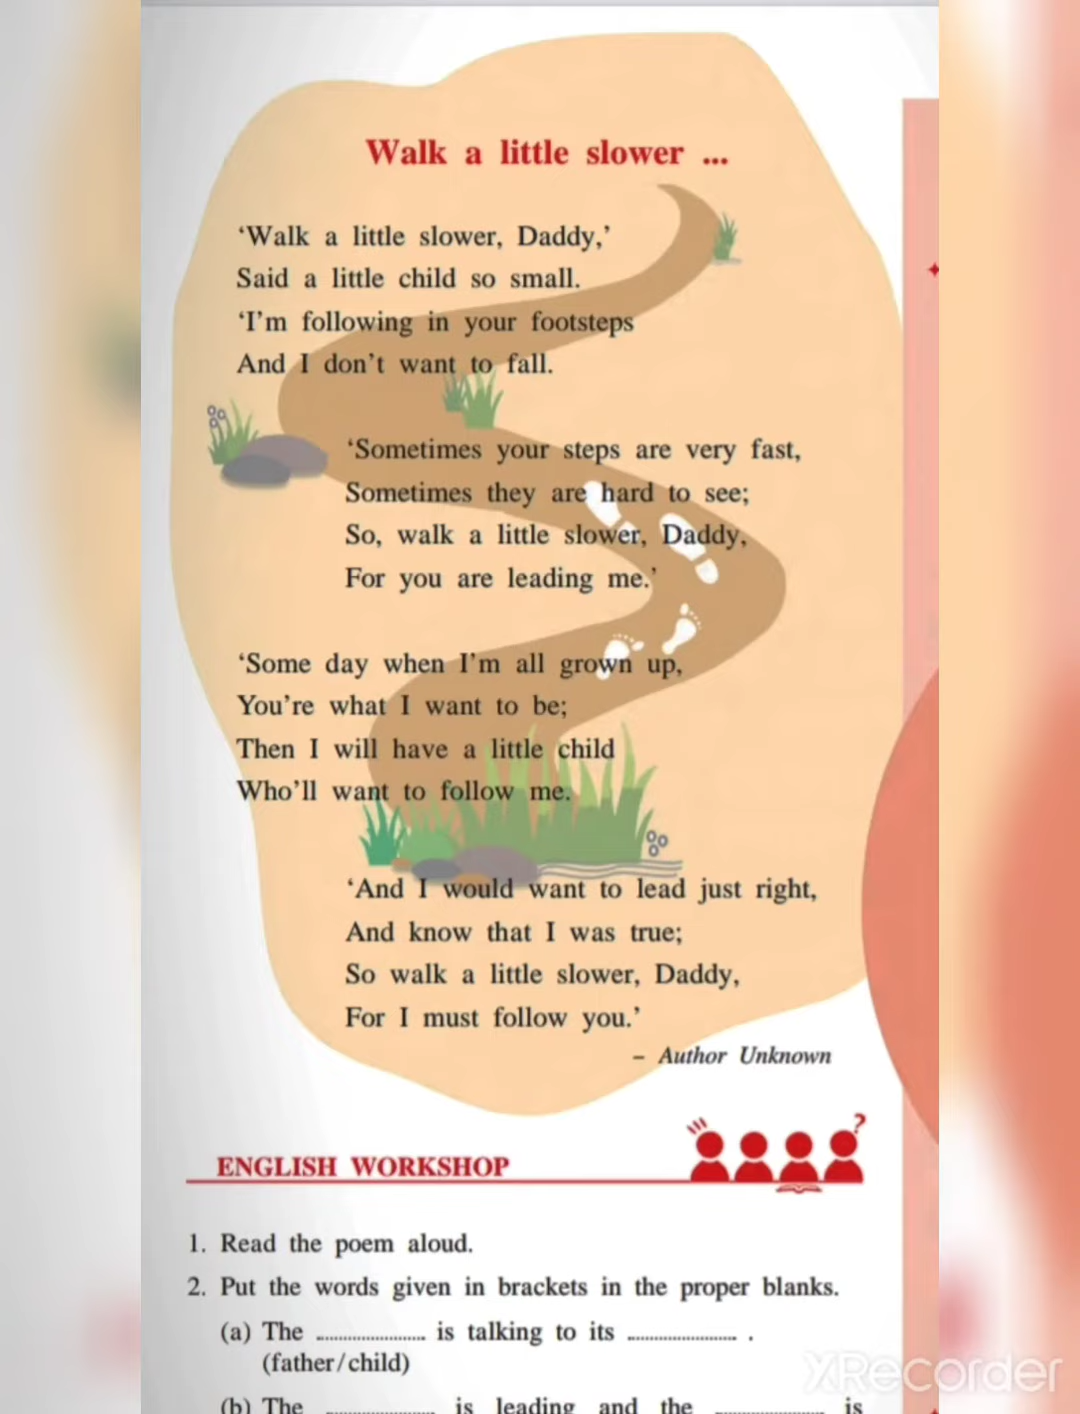 Walk a little slower ...
‘Walk a little slower, Daddy,’
Said a little child so small.
‘I’m following in your footsteps
And I don’t want to fall.
‘Sometimes your steps are very fast,
Sometimes they are hard to see;
So, walk a little slower, Daddy,
For you are leading me.’
‘Some day when I’m all grown up,
You’re what I want to be;
Then I will have a little child
Who’ll want to follow me.
‘And I would want to lead just right,
And know that I was true;
So walk a little slower, Daddy,
For I must follow you.’
– Author Unknown
?
ENGLISH WORKSHOP
1. Read the poem aloud.
2. Put the words given in brackets in the proper blanks.
(a) The ........................ is talking to its ........................ .
(father/child)
(b) The ........................ is leading and the ........................ is
XRecorder